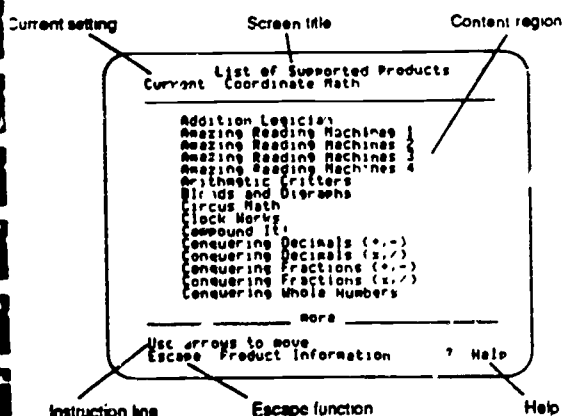 Current setting Screen title Content region
List of Supported Products
Current Coordinate Math
Addition Logician
Amazing Reading Machines 1
Amazing Reading Machines 2
Amazing Reading Machines 3
Amazing Reading Machines 4
Arithmetic Critters
Blends and Digraphs
Circus Math
Clock Works
Compound It!
Conquering Decimals (+,-)
Conquering Decimals (x,/)
Conquering Fractions (+,-)
Conquering Fractions (x,/)
Conquering Whole Numbers
more
Use arrows to move
Escape Product Information ? Help
Instruction line Escape function Help